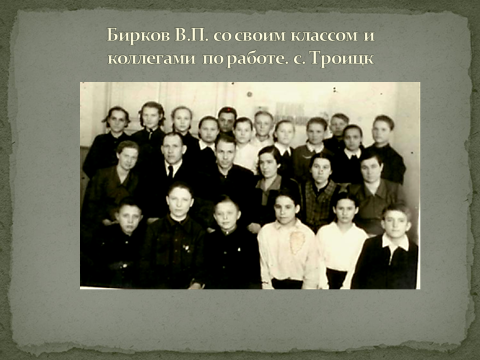 Бирков В.П. со своим классом и
коллегами по работе. с. Троицк